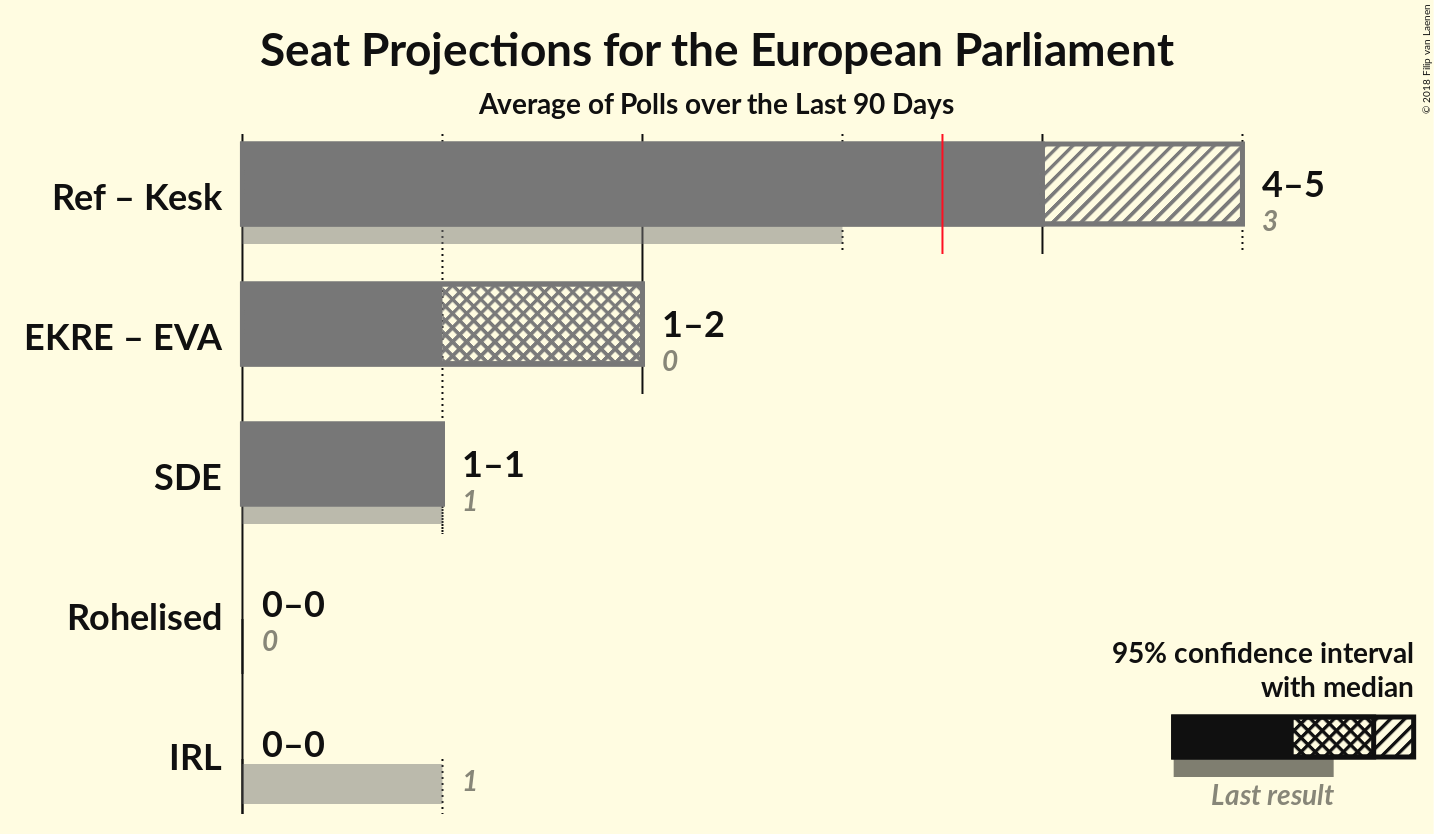 Seat Projections for the European Parliament
Average of Polls over the Last 90 Days
© 2018 Filip van Laenen
Ref – Kesk
4–5
3
EKRE – EVA
1–2
0
SDE
1–1
1
Rohelised
0–0
0
IRL
0–0
1
95% confidence interval
with median
Last result